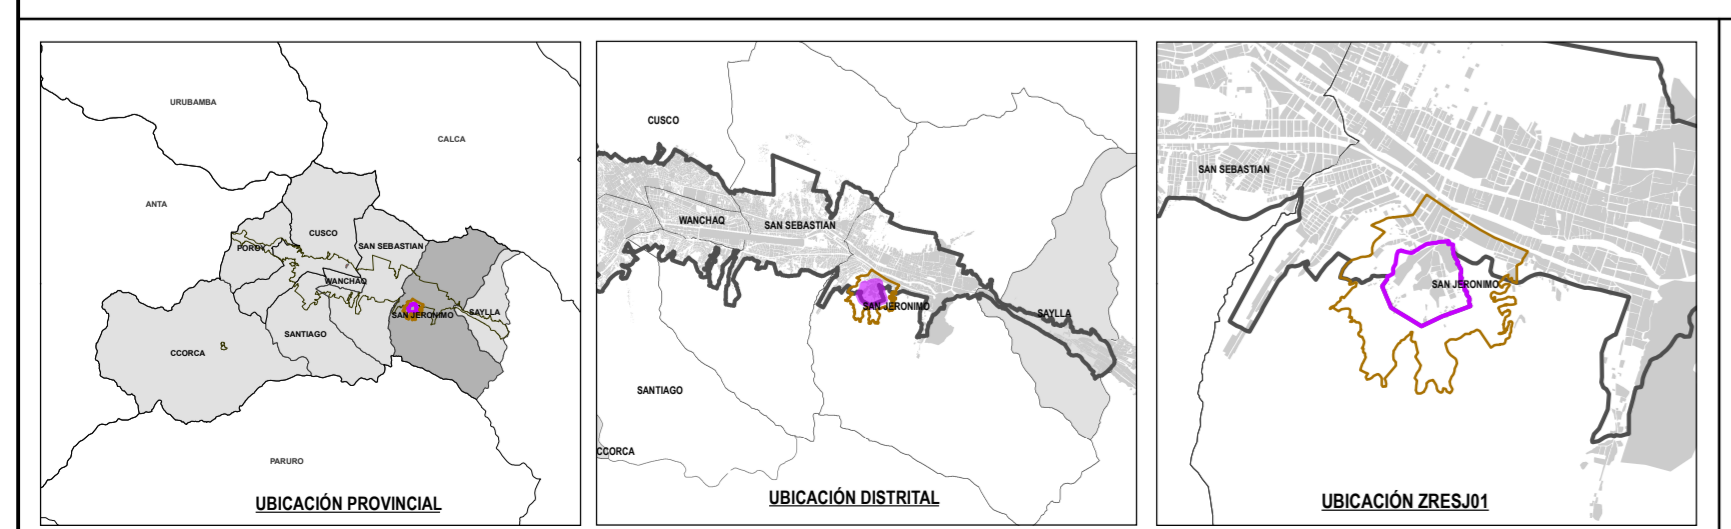 URUBAMBA
CALCA
ANTA
CUSCO
POROY
SAN SEBASTIAN
WANCHAQ
SAN JERONIMO
SAYLLA
SANTIAGO
CCORCA
PARURO
UBICACIÓN PROVINCIAL
CUSCO
WANCHAQ
SAN SEBASTIAN
SAN JERONIMO
SAYLLA
SANTIAGO
CCORCA
UBICACIÓN DISTRITAL
SAN SEBASTIAN
SAN JERONIMO
UBICACIÓN ZRESJ01